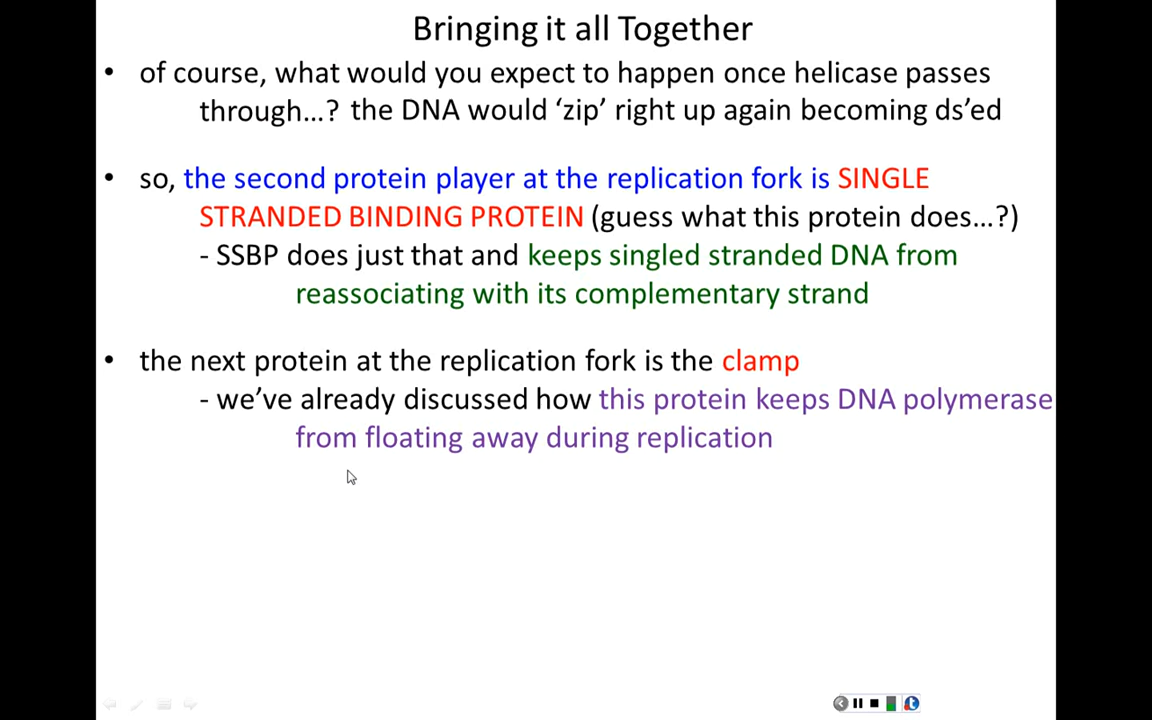 Bringing it all Together
• of course, what would you expect to happen once helicase passes
through...? the DNA would ‘zip’ right up again becoming ds’ed
• so, the second protein player at the replication fork is SINGLE
STRANDED BINDING PROTEIN (guess what this protein does...?)
- SSBP does just that and keeps singled stranded DNA from
reassociating with its complementary strand
• the next protein at the replication fork is the clamp
- we’ve already discussed how this protein keeps DNA polymerase
from floating away during replication